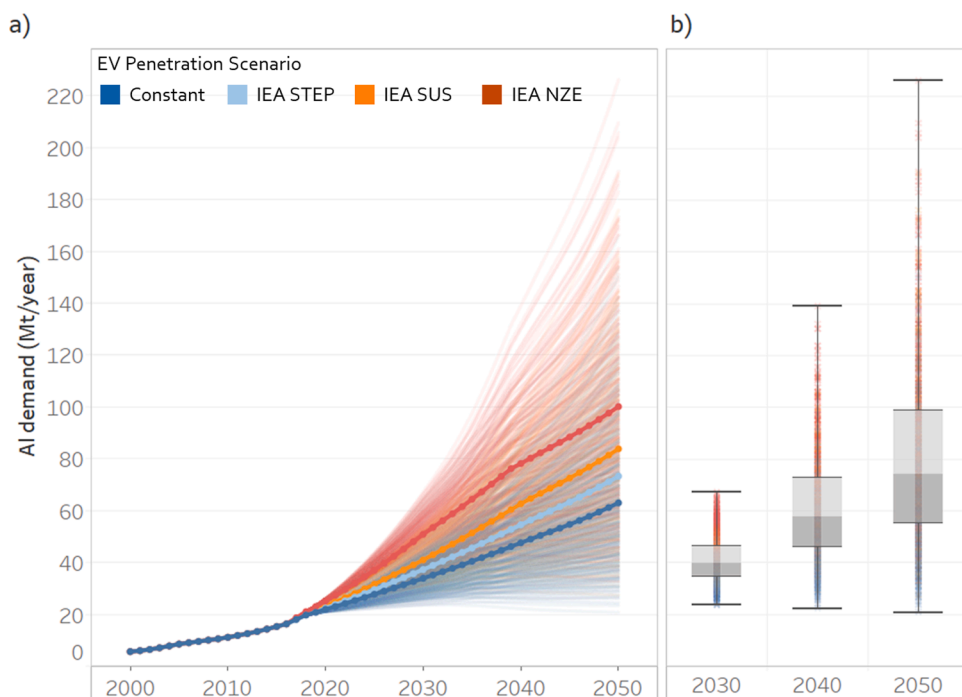 a)
b)
EV Penetration Scenario
Constant IEA STEP IEA SUS IEA NZE
220
200
180
160
140
120
100
80
60
40
20
0
Al demand (Mt/year)
2000 2010 2020 2030 2040 2050
2030 2040 2050